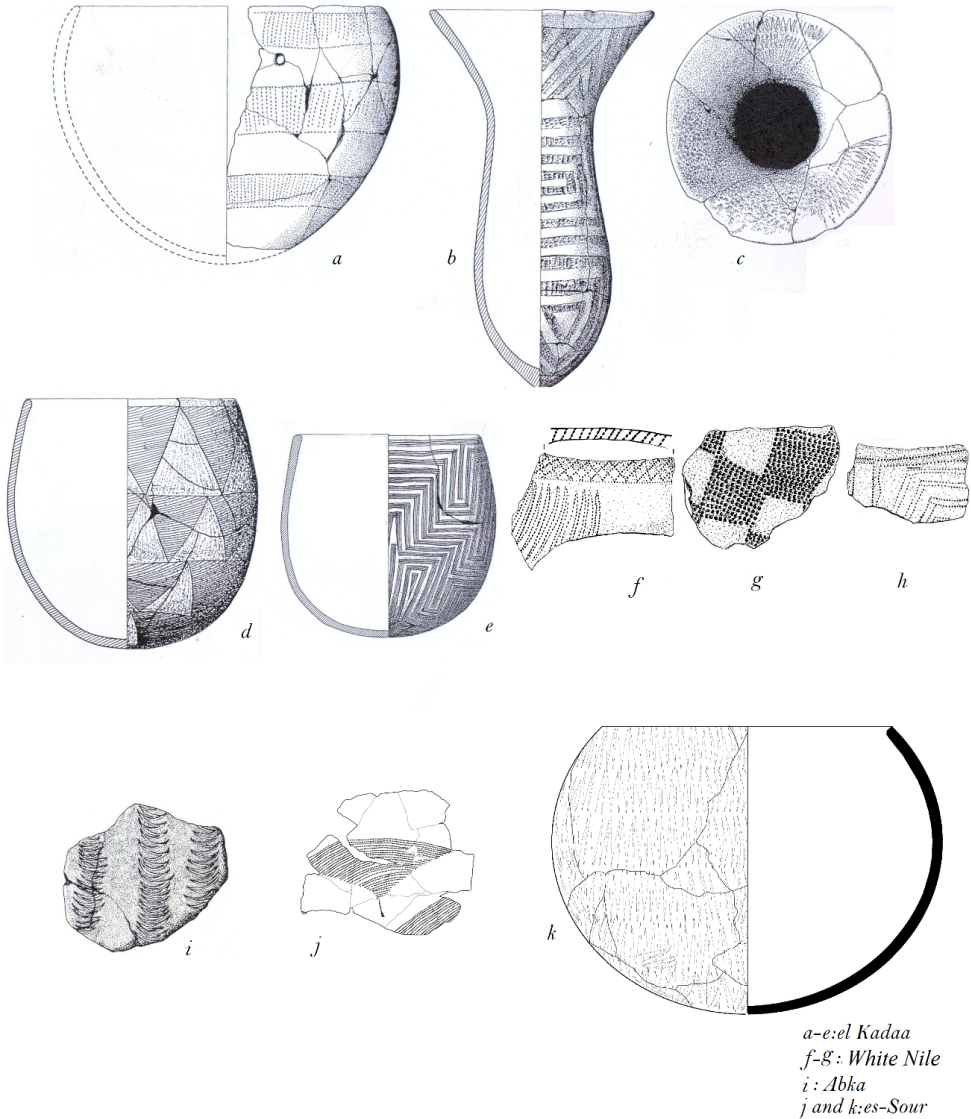 a
b
c
d
e
f
g
h
i
j
k
a-e:el Kadaa
f-g: White Nile
i: Abka
j and k:es-Sour